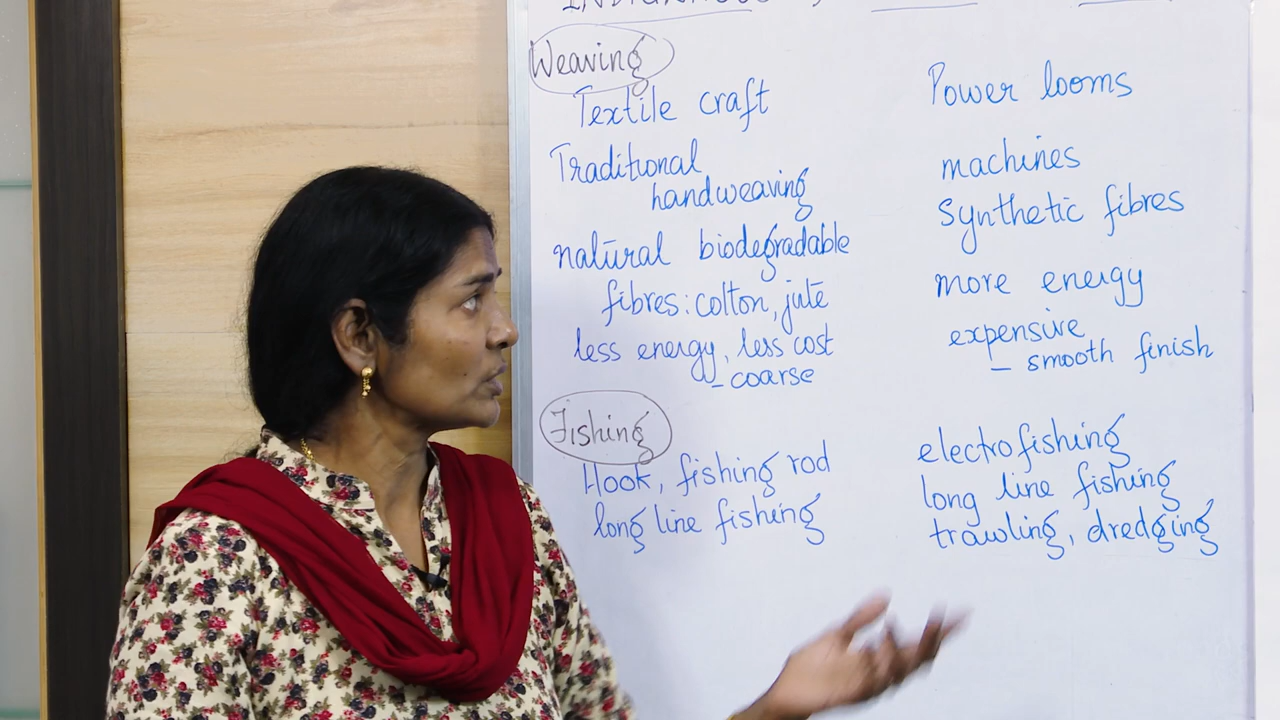 Weaving
Textile craft
Traditional
handweaving
natural biodegradable
fibres: cotton, jute
less energy, less cost
– coarse
Fishing
Hook, fishing rod
long line fishing
Power looms
machines
synthetic fibres
more energy
expensive
– smooth finish
electrofishing
long line fishing
trawling, dredging